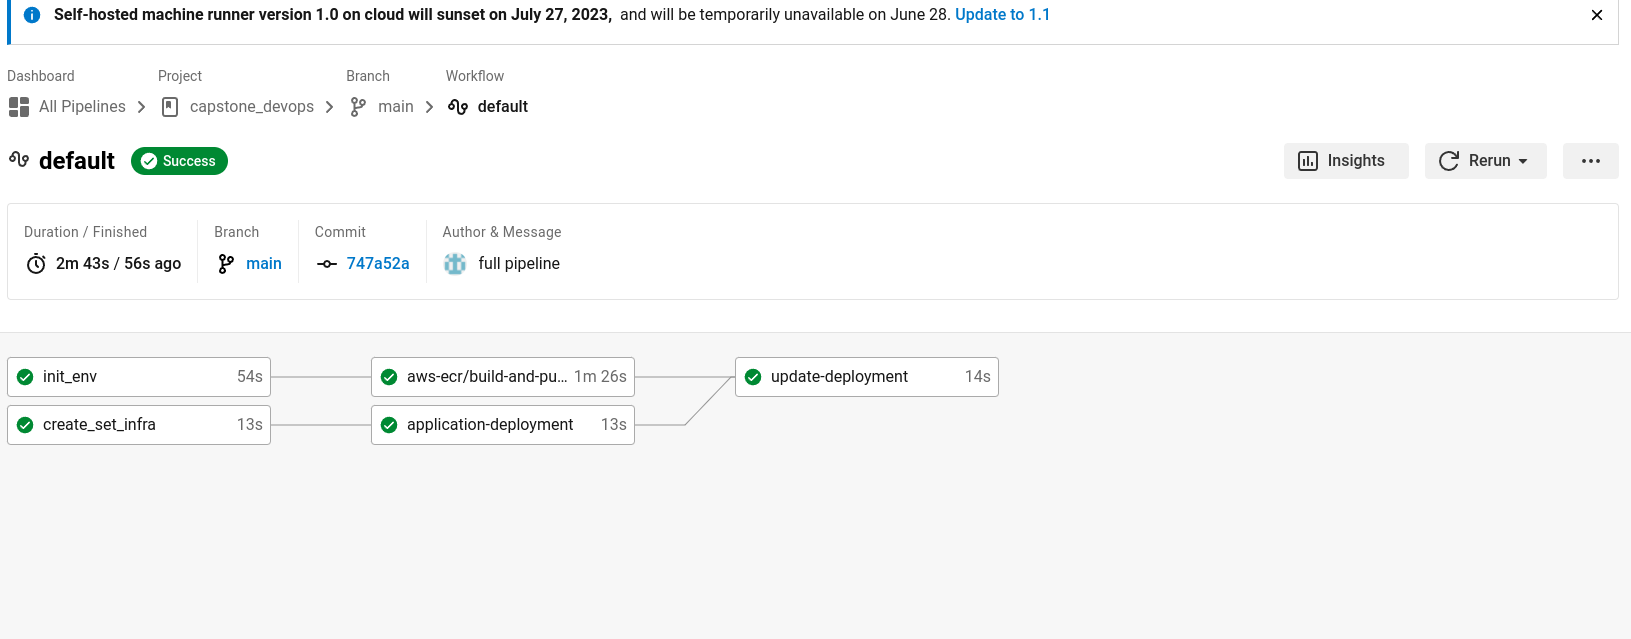 Self-hosted machine runner version 1.0 on cloud will sunset on July 27, 2023, and will be temporarily unavailable on June 28. Update to 1.1
Dashboard Project Branch Workflow
All Pipelines capstone_devops main default
default Success Insights Rerun
Duration / Finished Branch Commit Author & Message
2m 43s / 56s ago main 747a52a full pipeline
init_env 54s aws-ecr/build-and-pu... 1m 26s update-deployment 14s
create_set_infra 13s application-deployment 13s